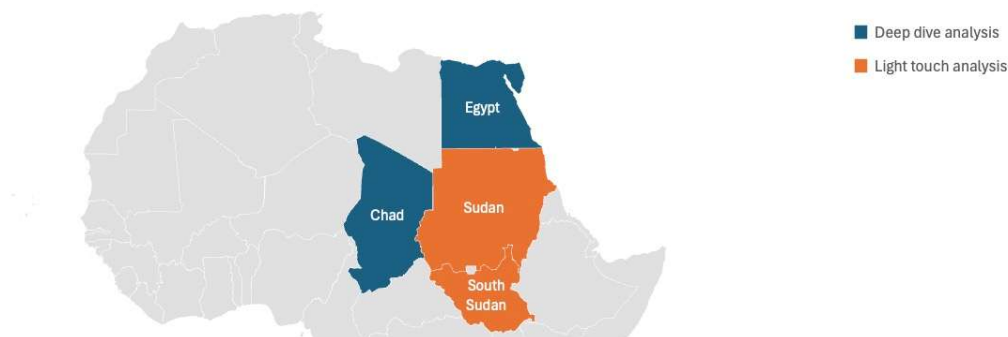 Deep dive analysis
Light touch analysis
Egypt
Chad
Sudan
South
Sudan